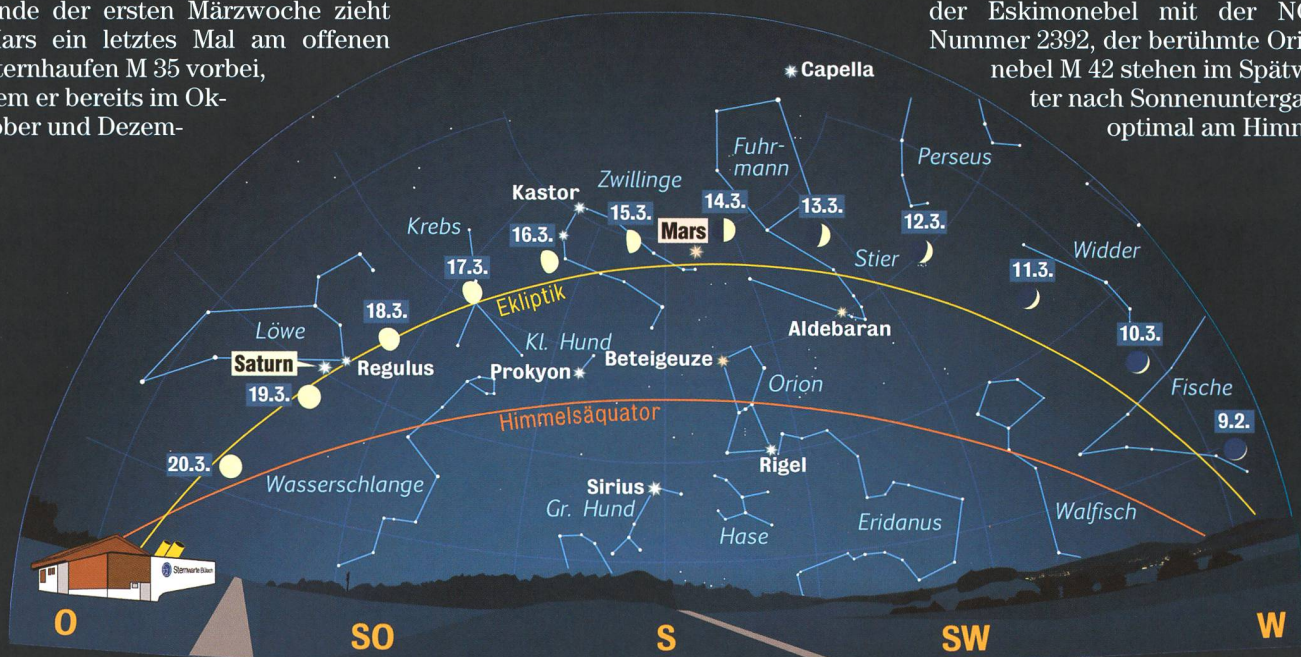 nde der ersten Märzwoche zieht
ars ein letztes Mal am offenen
ternhaufen M 35 vorbei,
em er bereits im Ok-
ober und Dezem-
der Eskimonebel mit der
Nummer 2392, der berühmte
nebel M 42 stehen im
ter nach
optimal am
Capella
Fuhr-
mann
Perseus
Kastor
Zwillinge
14.3.
13.3.
12.3.
15.3.
Mars
16.3.
Krebs
17.3.
Stier
Widder
11.3.
10.3.
Ekliptik
18.3.
Löwe
Aldebaran
Kl. Hund
Saturn
Regulus
Prokyon
Beteigeuze
Orion
Fische
19.3.
Himmelsäquator
9.2.
20.3.
Rigel
Wasserschlange
Sirius
Gr. Hund
Hase
Eridanus
Walfisch
Sternwarte Bülach
O
SO
S
SW
W